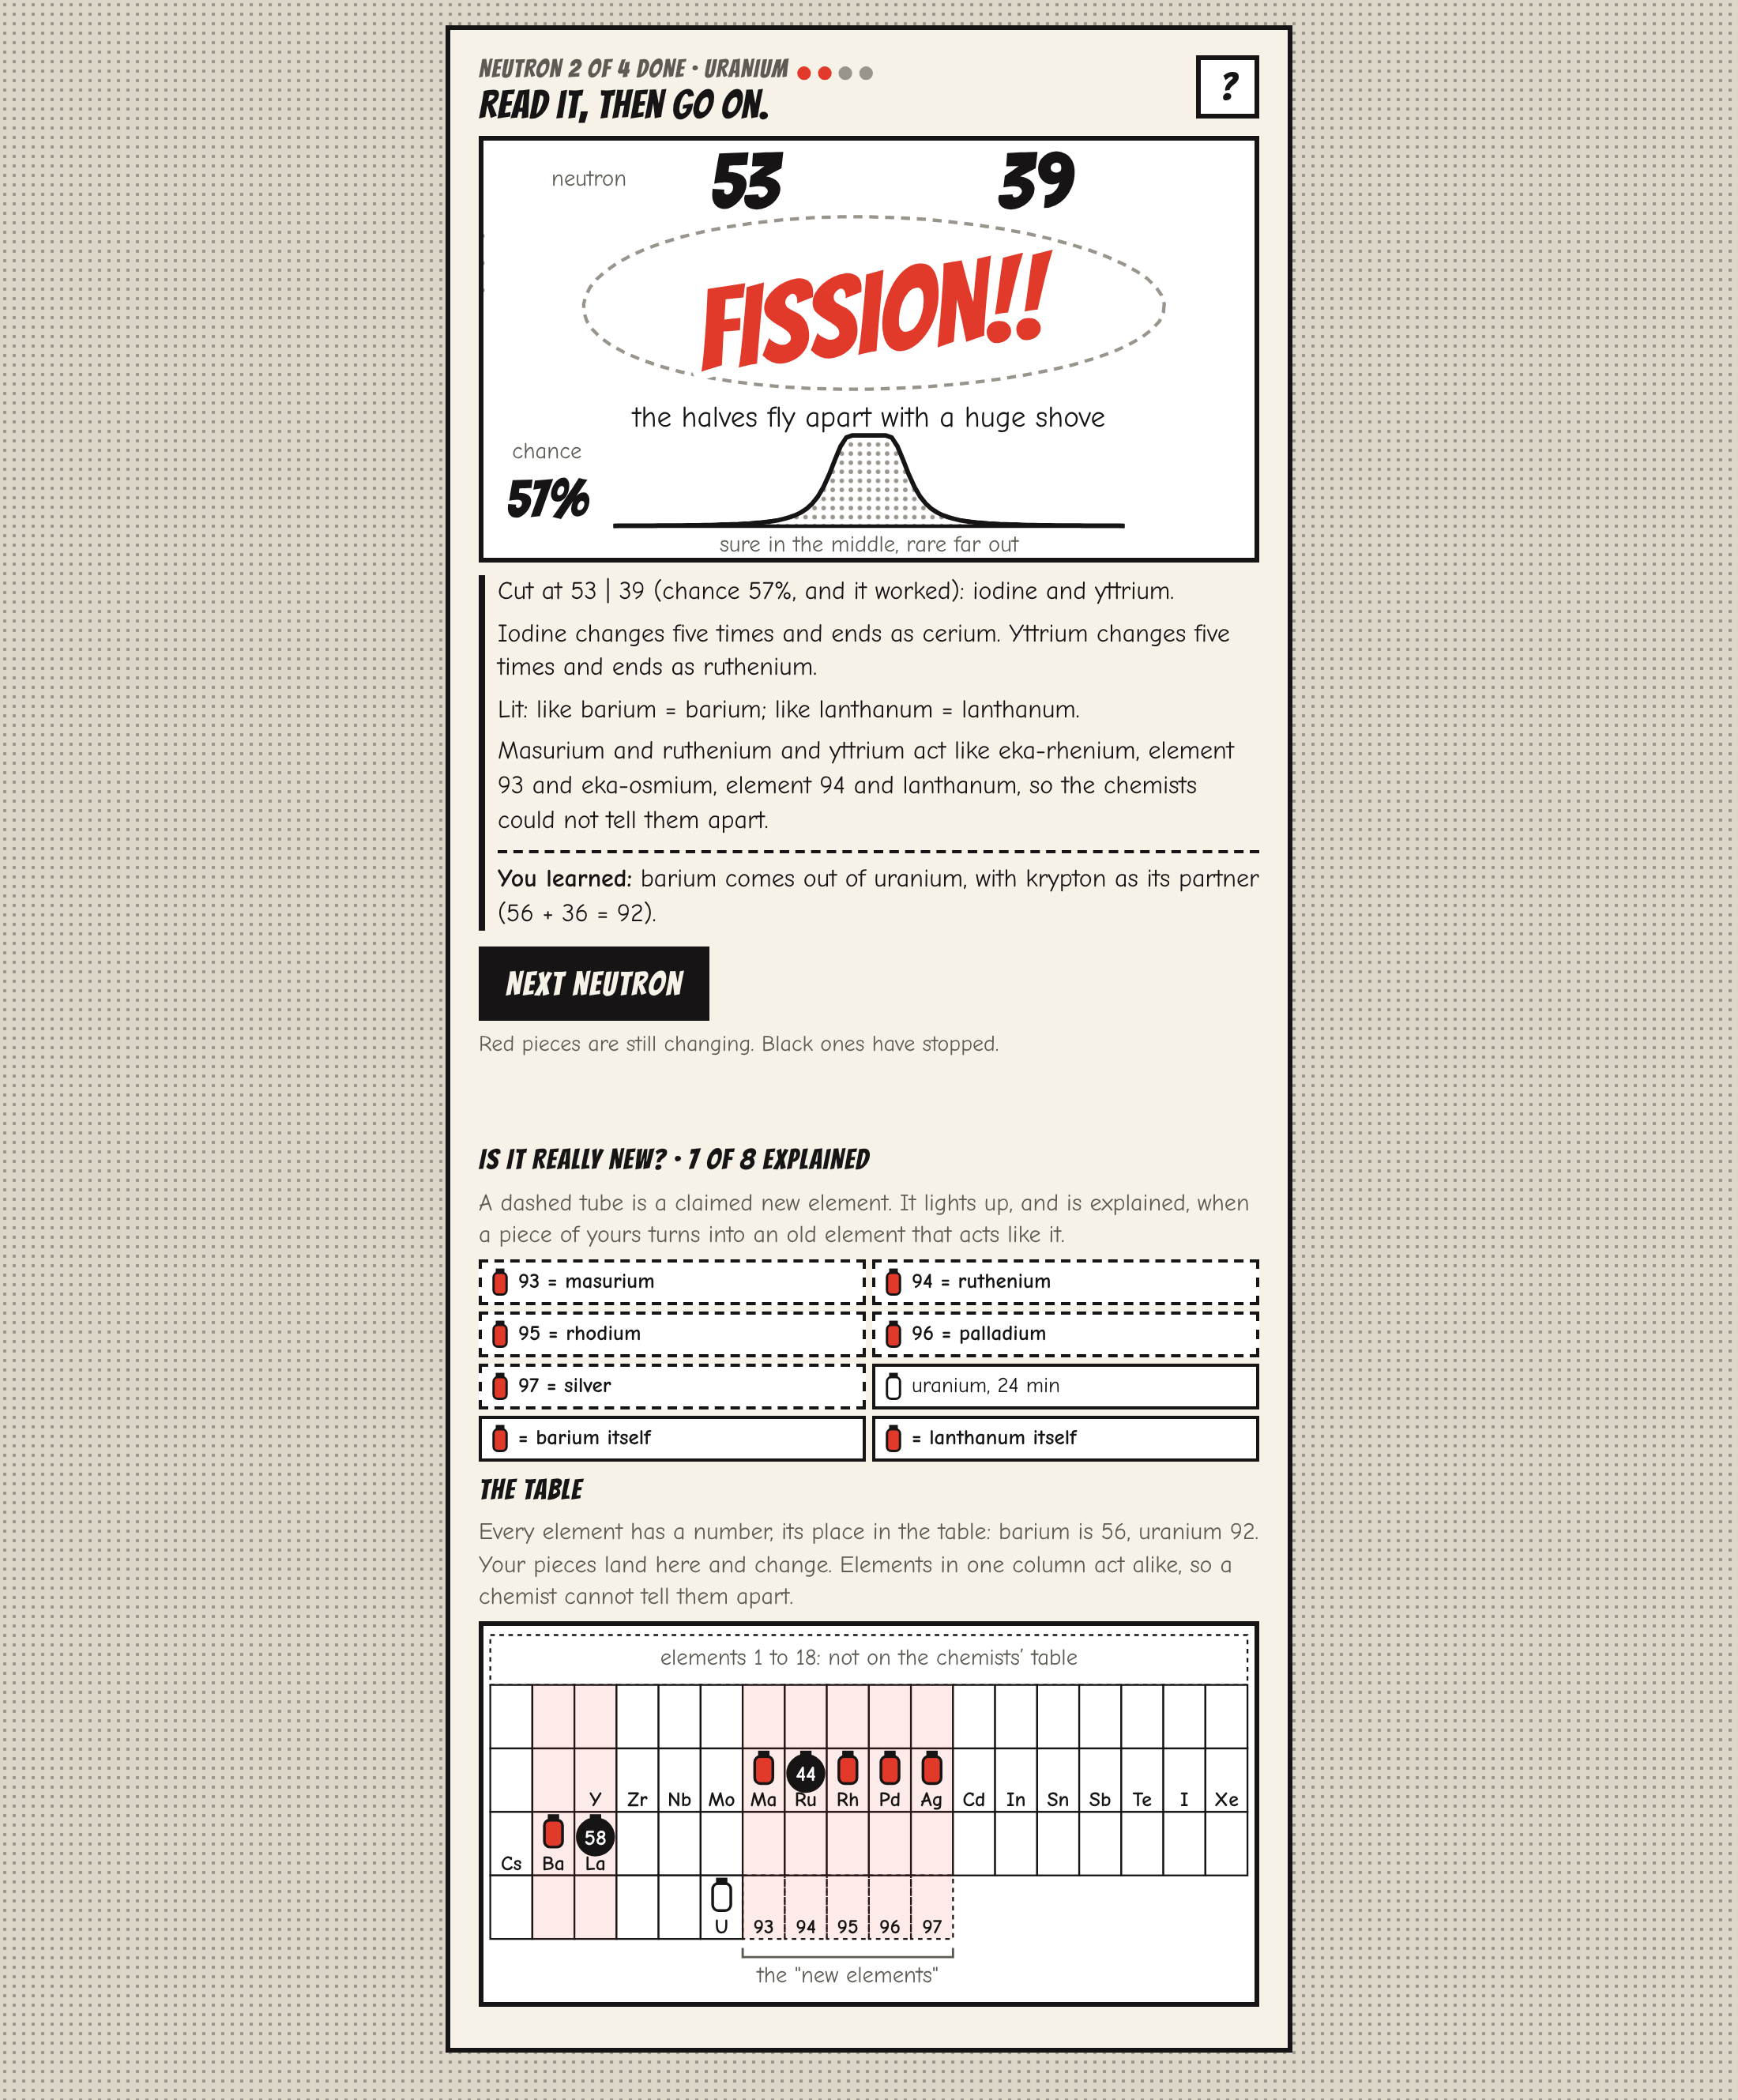 NEUTRON 2 OF 4 DONE · URANIUM
READ IT, THEN GO ON.
?
neutron
53
39
FISSION!!
the halves fly apart with a huge shove
chance
57%
sure in the middle, rare far out
Cut at 53 | 39 (chance 57%, and it worked): iodine and yttrium.
Iodine changes five times and ends as cerium. Yttrium changes five
times and ends as ruthenium.
Lit: like barium = barium; like lanthanum = lanthanum.
Masurium and ruthenium and yttrium act like eka-rhenium, element
93 and eka-osmium, element 94 and lanthanum, so the chemists
could not tell them apart.
You learned: barium comes out of uranium, with krypton as its partner
(56 + 36 = 92).
NEXT NEUTRON
Red pieces are still changing. Black ones have stopped.
IS IT REALLY NEW? · 7 OF 8 EXPLAINED
A dashed tube is a claimed new element. It lights up, and is explained, when
a piece of yours turns into an old element that acts like it.
93 = masurium
94 = ruthenium
95 = rhodium
96 = palladium
97 = silver
uranium, 24 min
= barium itself
= lanthanum itself
THE TABLE
Every element has a number, its place in the table: barium is 56, uranium 92.
Your pieces land here and change. Elements in one column act alike, so a
chemist cannot tell them apart.
elements 1 to 18: not on the chemists' table
44
Y Zr Nb Mo Ma Ru Rh Pd Ag Cd In Sn Sb Te I Xe
58
Cs Ba La
U 93 94 95 96 97
the "new elements"